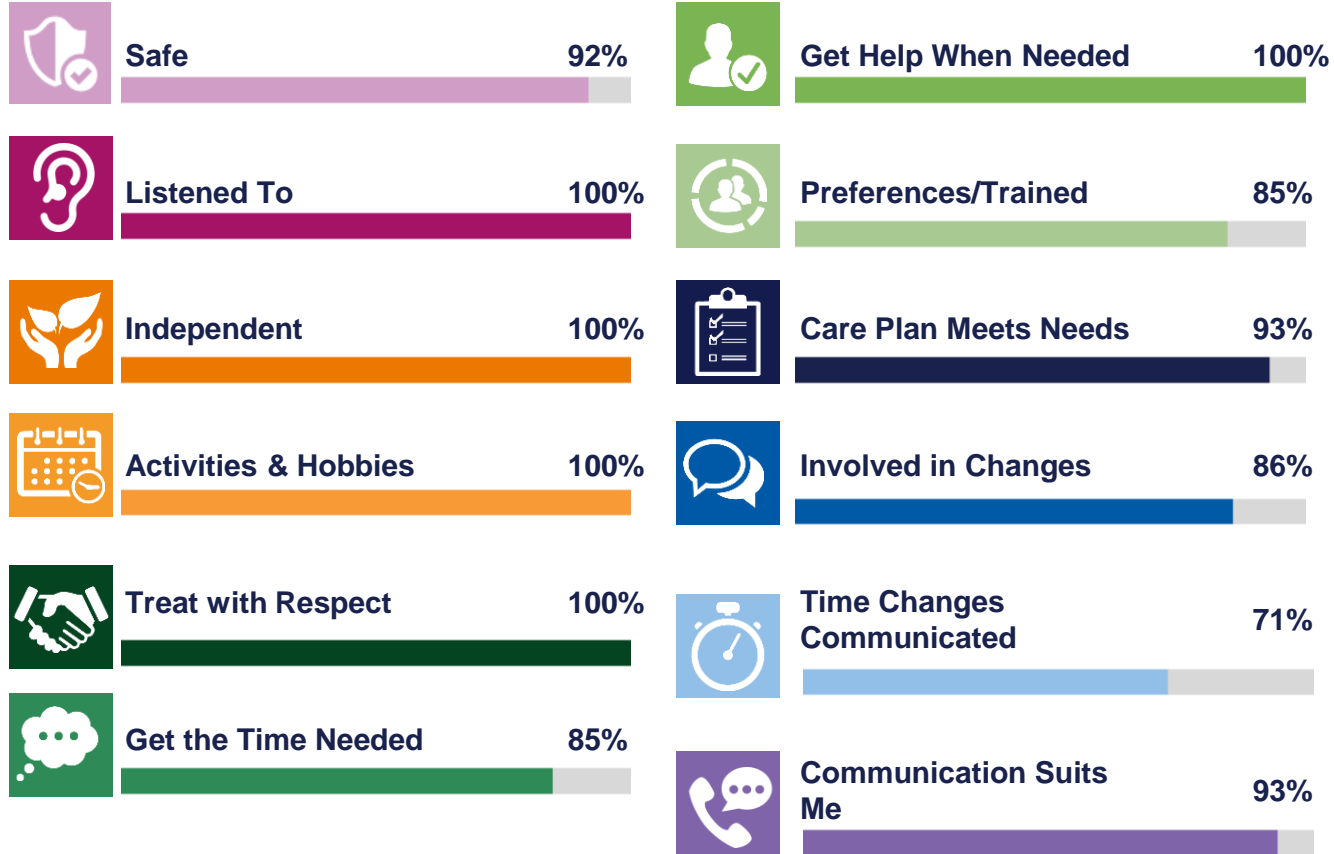 Safe 92%
Listened To 100%
Independent 100%
Activities & Hobbies 100%
Treat with Respect 100%
Get the Time Needed 85%
Get Help When Needed 100%
Preferences/Trained 85%
Care Plan Meets Needs 93%
Involved in Changes 86%
Time Changes
Communicated 71%
Communication Suits
Me 93%